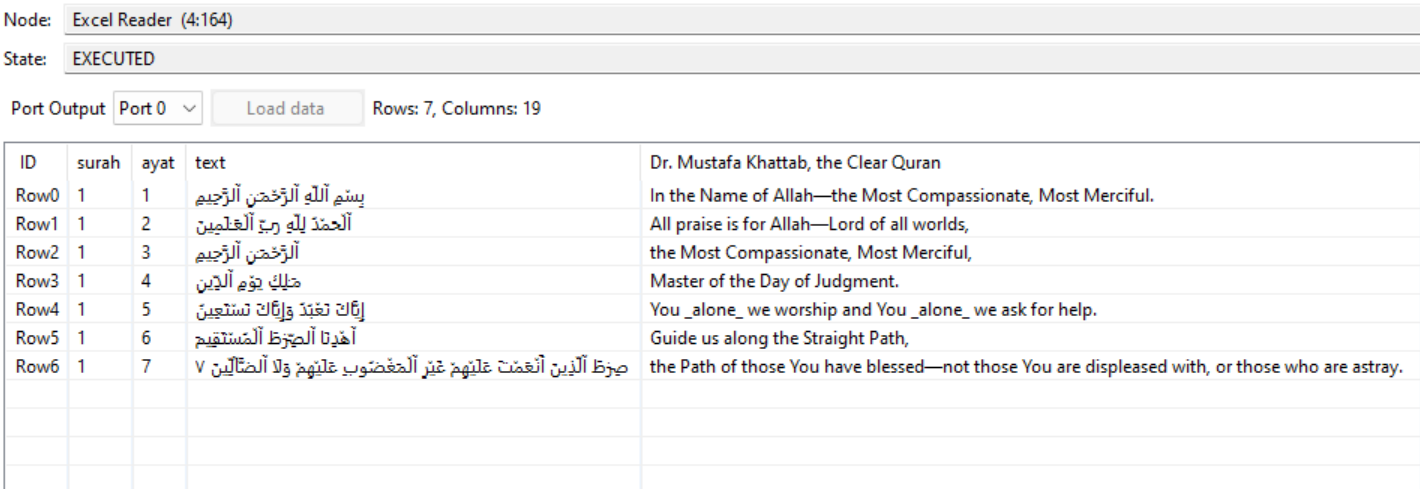 Node: Excel Reader (4:164)
State: EXECUTED
Port Output Port 0 Load data Rows: 7, Columns: 19
ID surah ayat text Dr. Mustafa Khattab, the Clear Quran
Row0 1 1 بِسْمِ ٱللَّهِ ٱلرَّحْمَـٰنِ ٱلرَّحِيمِ In the Name of Allah—the Most Compassionate, Most Merciful.
Row1 1 2 ٱلْحَمْدُ لِلَّهِ رَبِّ ٱلْعَـٰلَمِينَ All praise is for Allah—Lord of all worlds,
Row2 1 3 ٱلرَّحْمَـٰنِ ٱلرَّحِيمِ the Most Compassionate, Most Merciful,
Row3 1 4 مَـٰلِكِ يَوْمِ ٱلدِّينِ Master of the Day of Judgment.
Row4 1 5 إِيَّاكَ نَعْبُدُ وَإِيَّاكَ نَسْتَعِينُ You _alone_ we worship and You _alone_ we ask for help.
Row5 1 6 ٱهْدِنَا ٱلصِّرَٰطَ ٱلْمُسْتَقِيمَ Guide us along the Straight Path,
Row6 1 7 صِرَٰطَ ٱلَّذِينَ أَنْعَمْتَ عَلَيْهِمْ غَيْرِ ٱلْمَغْضُوبِ عَلَيْهِمْ وَلَا ٱلضَّآلِّينَ ٧ the Path of those You have blessed—not those You are displeased with, or those who are astray.